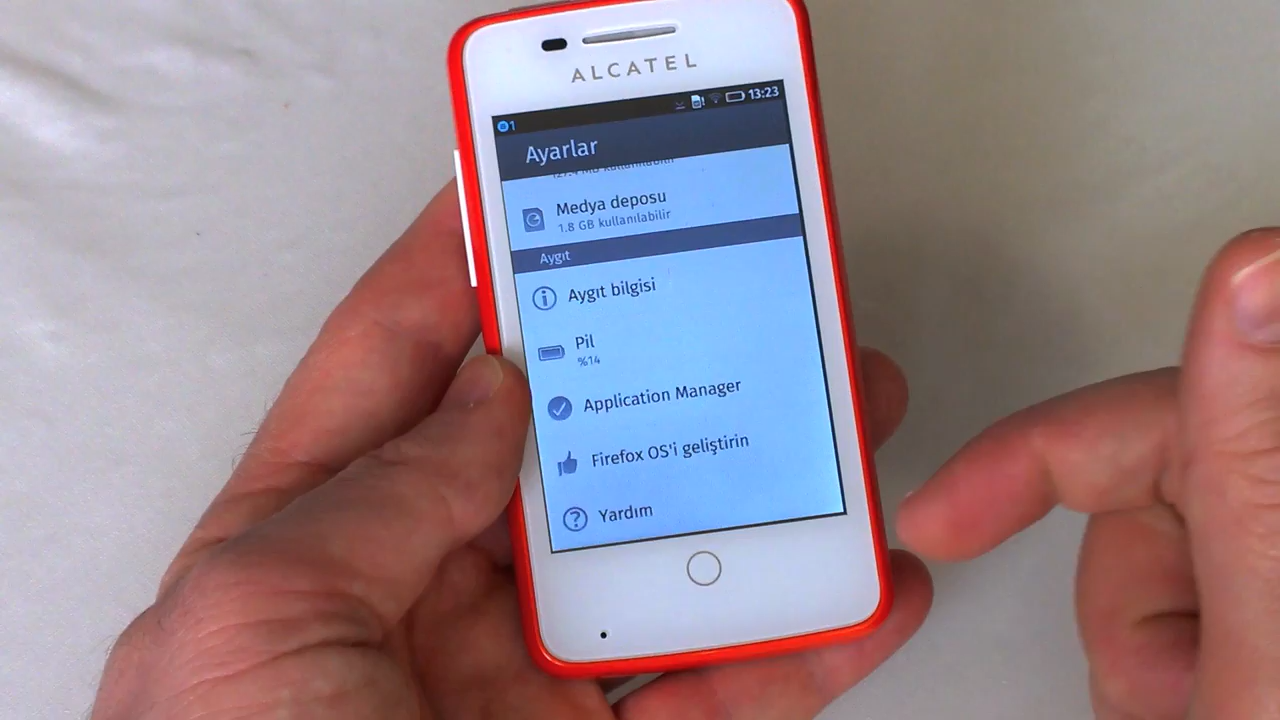 ALCATEL
1 13:23
Ayarlar
Medya deposu
1.8 GB kullanılabilir
Aygıt
Aygıt bilgisi
Pil
%14
Application Manager
Firefox OS'i geliştirin
Yardım